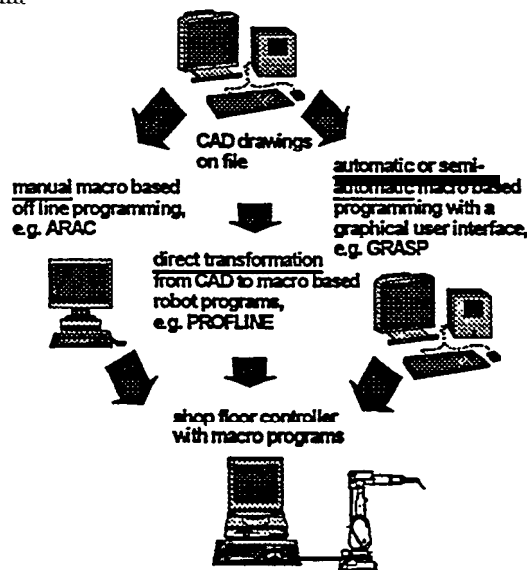 CAD drawings
on file
manual macro based
off line programming,
e.g. ARAC
automatic or semi-
automatic macro based
programming with a
graphical user interface,
e.g. GRASP
direct transformation
from CAD to macro based
robot programs,
e.g. PROFLINE
shop floor controller
with macro programs